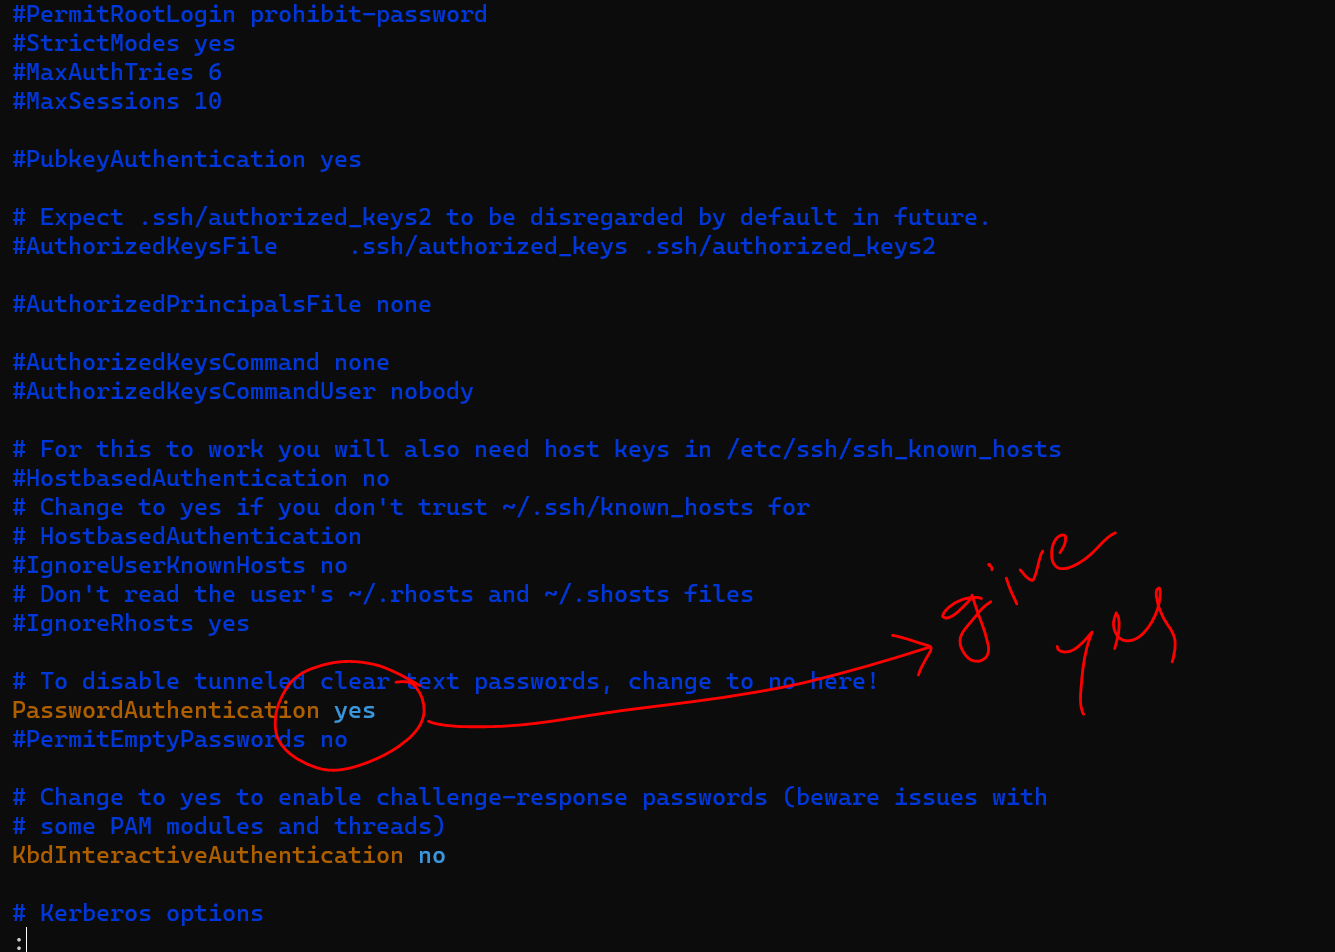 #PermitRootLogin prohibit-password
#StrictModes yes
#MaxAuthTries 6
#MaxSessions 10
#PubkeyAuthentication yes
# Expect .ssh/authorized_keys2 to be disregarded by default in future.
#AuthorizedKeysFile     .ssh/authorized_keys .ssh/authorized_keys2
#AuthorizedPrincipalsFile none
#AuthorizedKeysCommand none
#AuthorizedKeysCommandUser nobody
# For this to work you will also need host keys in /etc/ssh/ssh_known_hosts
#HostbasedAuthentication no
# Change to yes if you don't trust ~/.ssh/known_hosts for
# HostbasedAuthentication
#IgnoreUserKnownHosts no
# Don't read the user's ~/.rhosts and ~/.shosts files
#IgnoreRhosts yes
give
yes
# To disable tunneled clear text passwords, change to no here!
PasswordAuthentication yes
#PermitEmptyPasswords no
# Change to yes to enable challenge-response passwords (beware issues with
# some PAM modules and threads)
KbdInteractiveAuthentication no
# Kerberos options
: